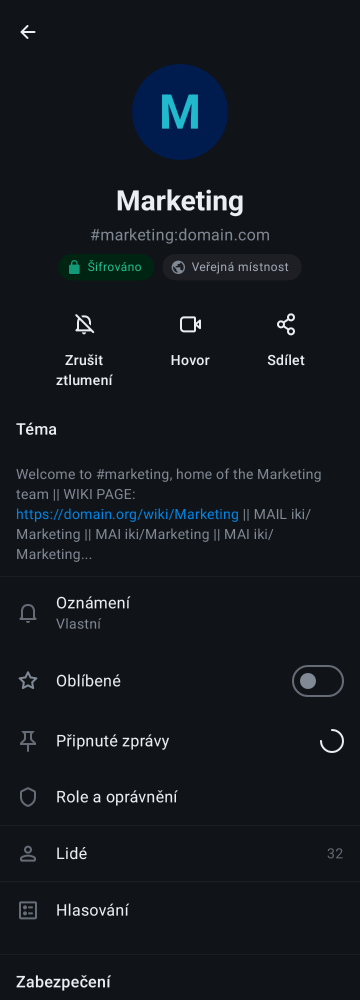 M
Marketing
#marketing:domain.com
Šifrováno
Veřejná místnost
Zrušit
ztlumení
Hovor
Sdílet
Téma
Welcome to #marketing, home of the Marketing
team || WIKI PAGE:
https://domain.org/wiki/Marketing || MAIL iki/
Marketing || MAI iki/Marketing || MAI iki/
Marketing...
Oznámení
Vlastní
Oblíbené
Připnuté zprávy
Role a oprávnění
Lidé 32
Hlasování
Zabezpečení